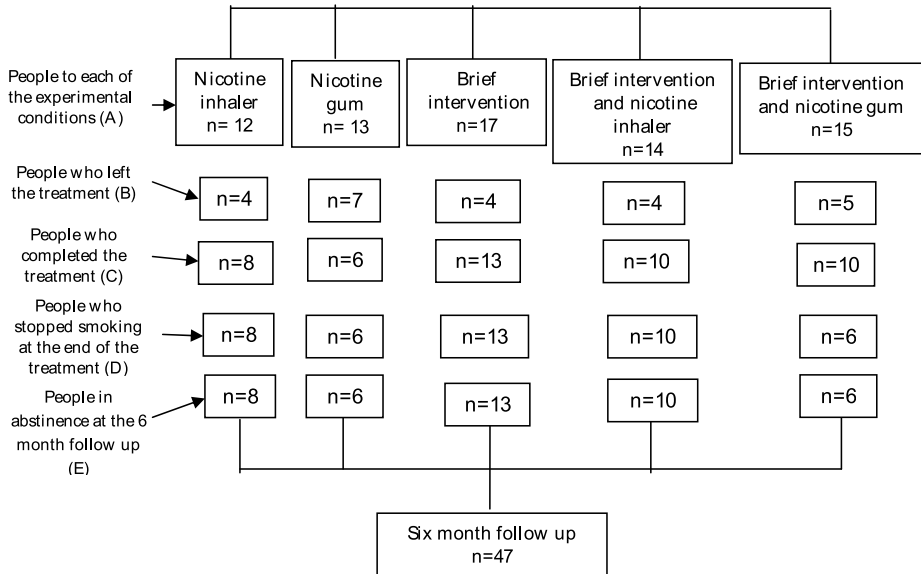 People to each of
the experimental
conditions (A)
Nicotine
inhaler
n= 12
Nicotine
gum
n= 13
Brief
intervention
n=17
Brief intervention
and nicotine
inhaler
n=14
Brief intervention
and nicotine gum
n=15
People who left
the treatment (B)
n=4
n=7
n=4
n=4
n=5
People who
completed the
treatment (C)
n=8
n=6
n=13
n=10
n=10
People who
stopped smoking
at the end of the
treatment (D)
n=8
n=6
n=13
n=10
n=6
People in
abstinence at the 6
month follow up
(E)
n=8
n=6
n=13
n=10
n=6
Six month follow up
n=47